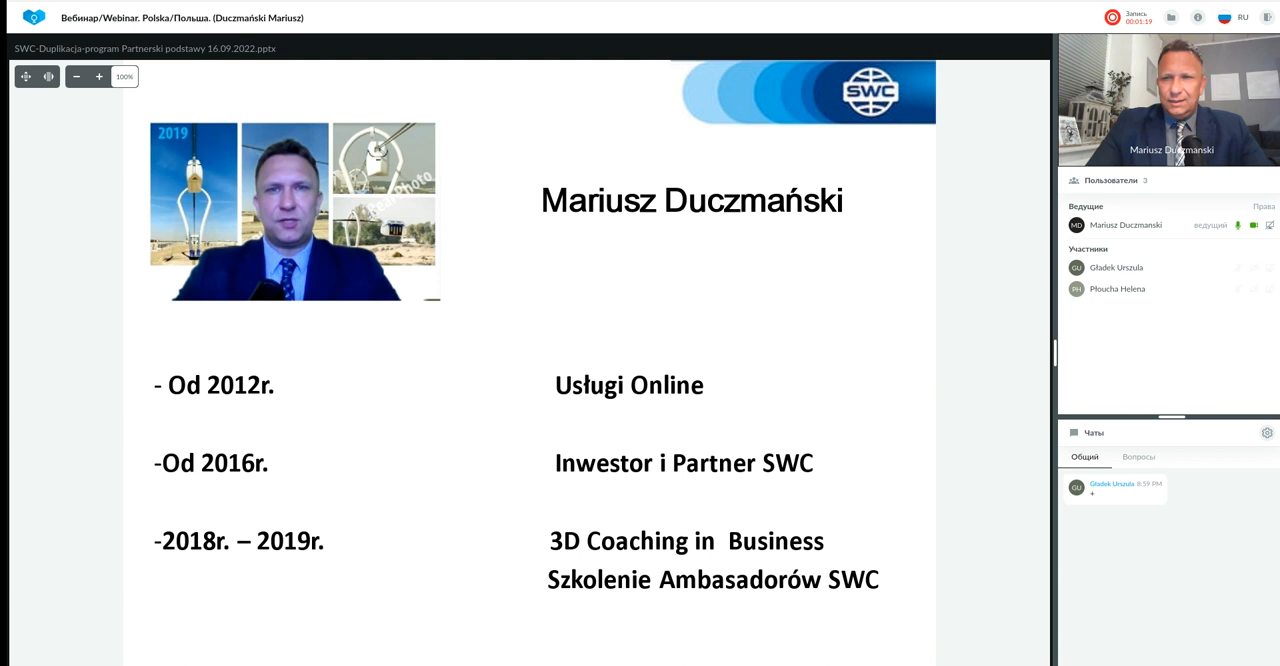 Вебинар/Webinar. Polska/Польша. (Duczmański Mariusz)
Запись
00:01:19
RU
SWC-Duplikacja-program Partnerski podstawy 16.09.2022.pptx
100%
SWC
2019
Real photo
Mariusz Duczmański
- Od 2012r. Usługi Online
-Od 2016r. Inwestor i Partner SWC
-2018r. – 2019r. 3D Coaching in Business
Szkolenie Ambasadorów SWC
Mariusz Duczmanski
Пользователи 3
Ведущие Права
MD Mariusz Duczmanski ведущий
Участники
GU Gładek Urszula
PH Płoucha Helena
Чаты
Общий Вопросы
GU Gładek Urszula 8:59 PM
+